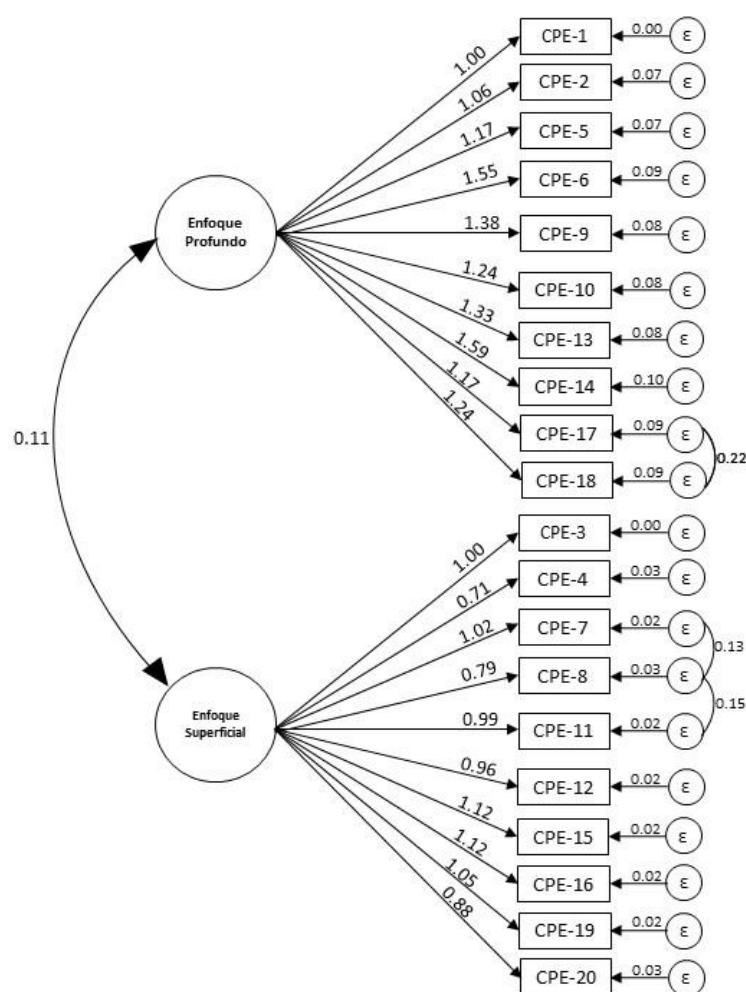 1.00
CPE-1
0.00
ε
1.06
CPE-2
0.07
ε
1.17
CPE-5
0.07
ε
1.55
CPE-6
0.09
ε
Enfoque
Profundo
1.38
CPE-9
0.08
ε
1.24
CPE-10
0.08
ε
1.33
CPE-13
0.08
ε
1.59
CPE-14
0.10
ε
1.17
CPE-17
0.09
ε
0.22
1.24
CPE-18
0.09
ε
0.11
1.00
CPE-3
0.00
ε
0.71
CPE-4
0.03
ε
1.02
CPE-7
0.02
ε
0.13
0.79
CPE-8
0.03
ε
0.15
Enfoque
Superficial
0.99
CPE-11
0.02
ε
0.96
CPE-12
0.02
ε
1.12
CPE-15
0.02
ε
1.12
CPE-16
0.02
ε
1.05
CPE-19
0.02
ε
0.88
CPE-20
0.03
ε